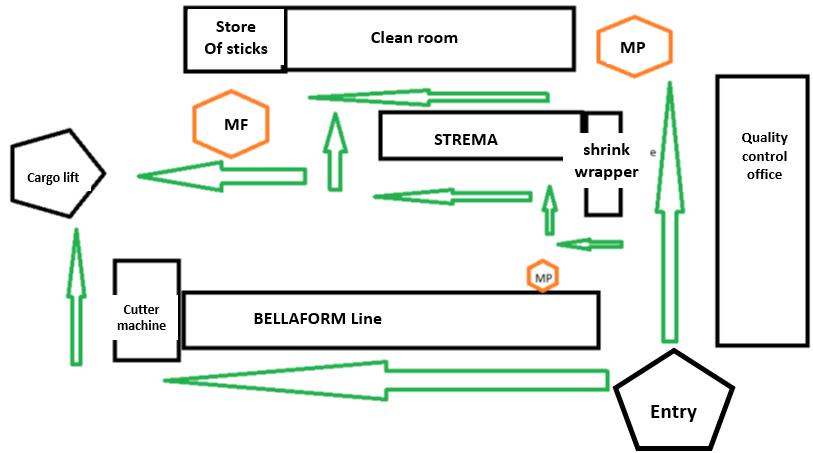 Store
Of sticks
Clean room
MP
MF
STREMA
shrink
wrapper
e
Quality
control
office
Cargo lift
MP
Cutter
machine
BELLAFORM Line
Entry